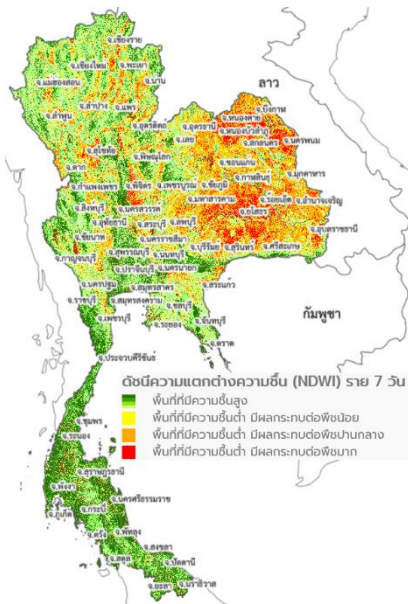 จ.เชียงราย
จ.เชียงใหม่
จ.พะเยา
จ.แม่ฮ่องสอน
จ.น่าน
จ.ลำปาง
จ.แพร่
จ.ลำพูน
จ.อุตรดิตถ์
ลาว
จ.บึงกาฬ
จ.หนองคาย
จ.อุดรธานี
จ.หนองบัวลำภู
จ.นครพนม
จ.เลย
จ.สกลนคร
จ.สุโขทัย
จ.พิษณุโลก
จ.ตาก
จ.ขอนแก่น
จ.มุกดาหาร
จ.กำแพงเพชร
จ.พิจิตร
จ.เพชรบูรณ์
จ.ชัยภูมิ
จ.กาฬสินธุ์
จ.มหาสารคาม
จ.ร้อยเอ็ด
จ.อำนาจเจริญ
จ.สิงหบุรี
จ.นครสวรรค์
จ.ยโสธร
จ.อุทัยธานี
จ.สระบุรี
จ.ลพบุรี
จ.อุบลราชธานี
จ.ชัยนาท
จ.นครราชสีมา
จ.บุรีรัมย์
จ.สุรินทร์
จ.ศรีสะเกษ
จ.กาญจนบุรี
จ.สุพรรณบุรี
จ.นนทบุรี
จ.ปราจีนบุรี
จ.นครนายก
จ.นครปฐม
จ.สมุทรสาคร
จ.สระแก้ว
จ.ราชบุรี
จ.สมุทรสงคราม
จ.ชลบุรี
จ.เพชรบุรี
จ.ระยอง
จ.จันทบุรี
กัมพูชา
จ.ตราด
จ.ประจวบคีรีขันธ์
ดัชนีความแตกต่างความชื้น (NDWI) ราย 7 วัน
พื้นที่ที่มีความชื้นสูง
พื้นที่ที่มีความชื้นต่ำ มีผลกระทบต่อพืชน้อย
พื้นที่ที่มีความชื้นต่ำ มีผลกระทบต่อพืชปานกลาง
พื้นที่ที่มีความชื้นต่ำ มีผลกระทบต่อพืชมาก
จ.ชุมพร
จ.ระนอง
จ.สุราษฎร์ธานี
จ.พังงา
จ.นครศรีธรรมราช
จ.กระบี่
จ.ภูเก็ต
จ.ตรัง
จ.พัทลุง
จ.สงขลา
จ.สตูล
จ.ปัตตานี
จ.ยะลา
จ.นราธิวาส